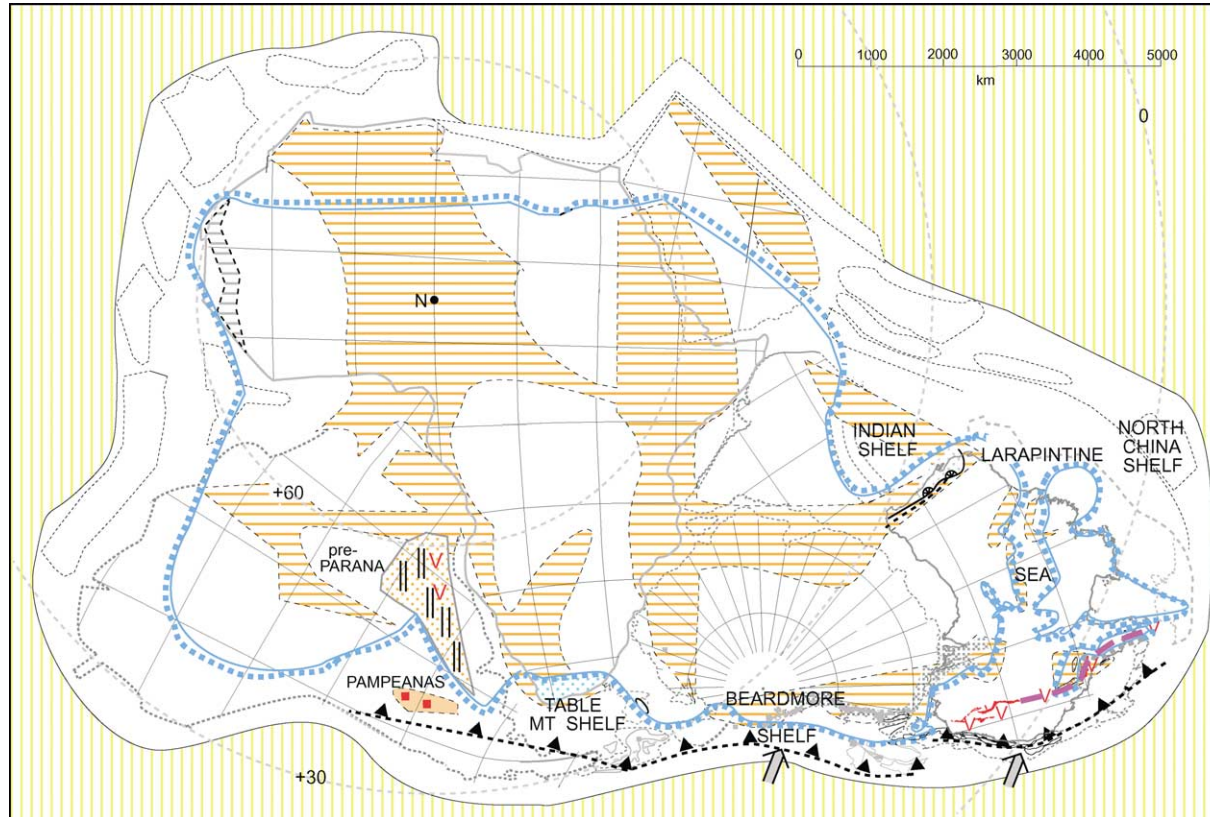 0 1000 2000 3000 4000 5000
km
0
N
INDIAN
SHELF
LARAPINTINE
NORTH
CHINA
SHELF
+60
pre-
PARANA
V
V
SEA
V
V
V
V
V
PAMPEANAS
TABLE
MT SHELF
BEARDMORE
SHELF
+30